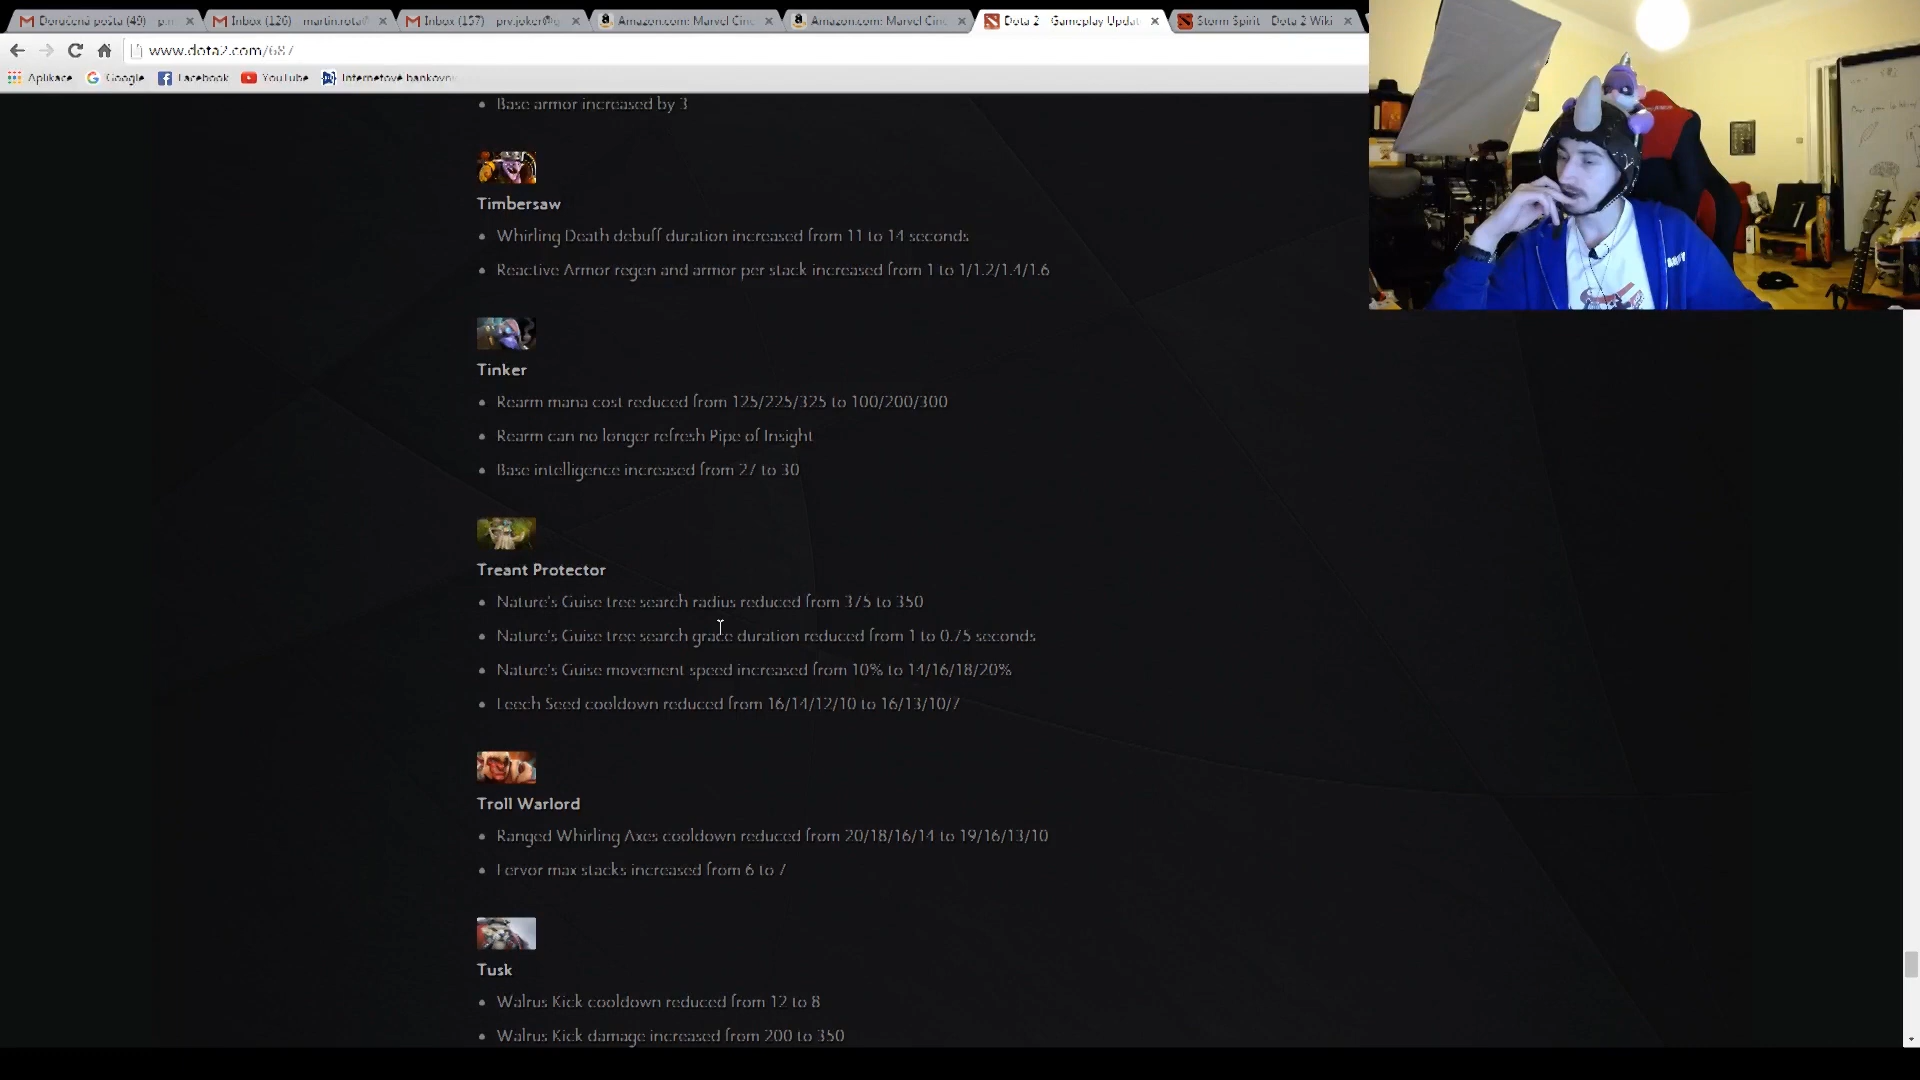 Doručená pošta (49) - p.n
Inbox (126) - martin.rota@
Inbox (157) - prv.joker@g
Amazon.com: Marvel Cine
Amazon.com: Marvel Cine
Dota 2 - Gameplay Updat
Storm Spirit - Dota 2 Wiki
www.dota2.com/687
Aplikace Google Facebook YouTube Internetové bankovni
• Base armor increased by 3
Timbersaw
• Whirling Death debuff duration increased from 11 to 14 seconds
• Reactive Armor regen and armor per stack increased from 1 to 1/1.2/1.4/1.6
Tinker
• Rearm mana cost reduced from 125/225/325 to 100/200/300
• Rearm can no longer refresh Pipe of Insight
• Base intelligence increased from 27 to 30
Treant Protector
• Nature's Guise tree search radius reduced from 375 to 350
• Nature's Guise tree search grace duration reduced from 1 to 0.75 seconds
• Nature's Guise movement speed increased from 10% to 14/16/18/20%
• Leech Seed cooldown reduced from 16/14/12/10 to 16/13/10/7
Troll Warlord
• Ranged Whirling Axes cooldown reduced from 20/18/16/14 to 19/16/13/10
• Fervor max stacks increased from 6 to 7
Tusk
• Walrus Kick cooldown reduced from 12 to 8
• Walrus Kick damage increased from 200 to 350